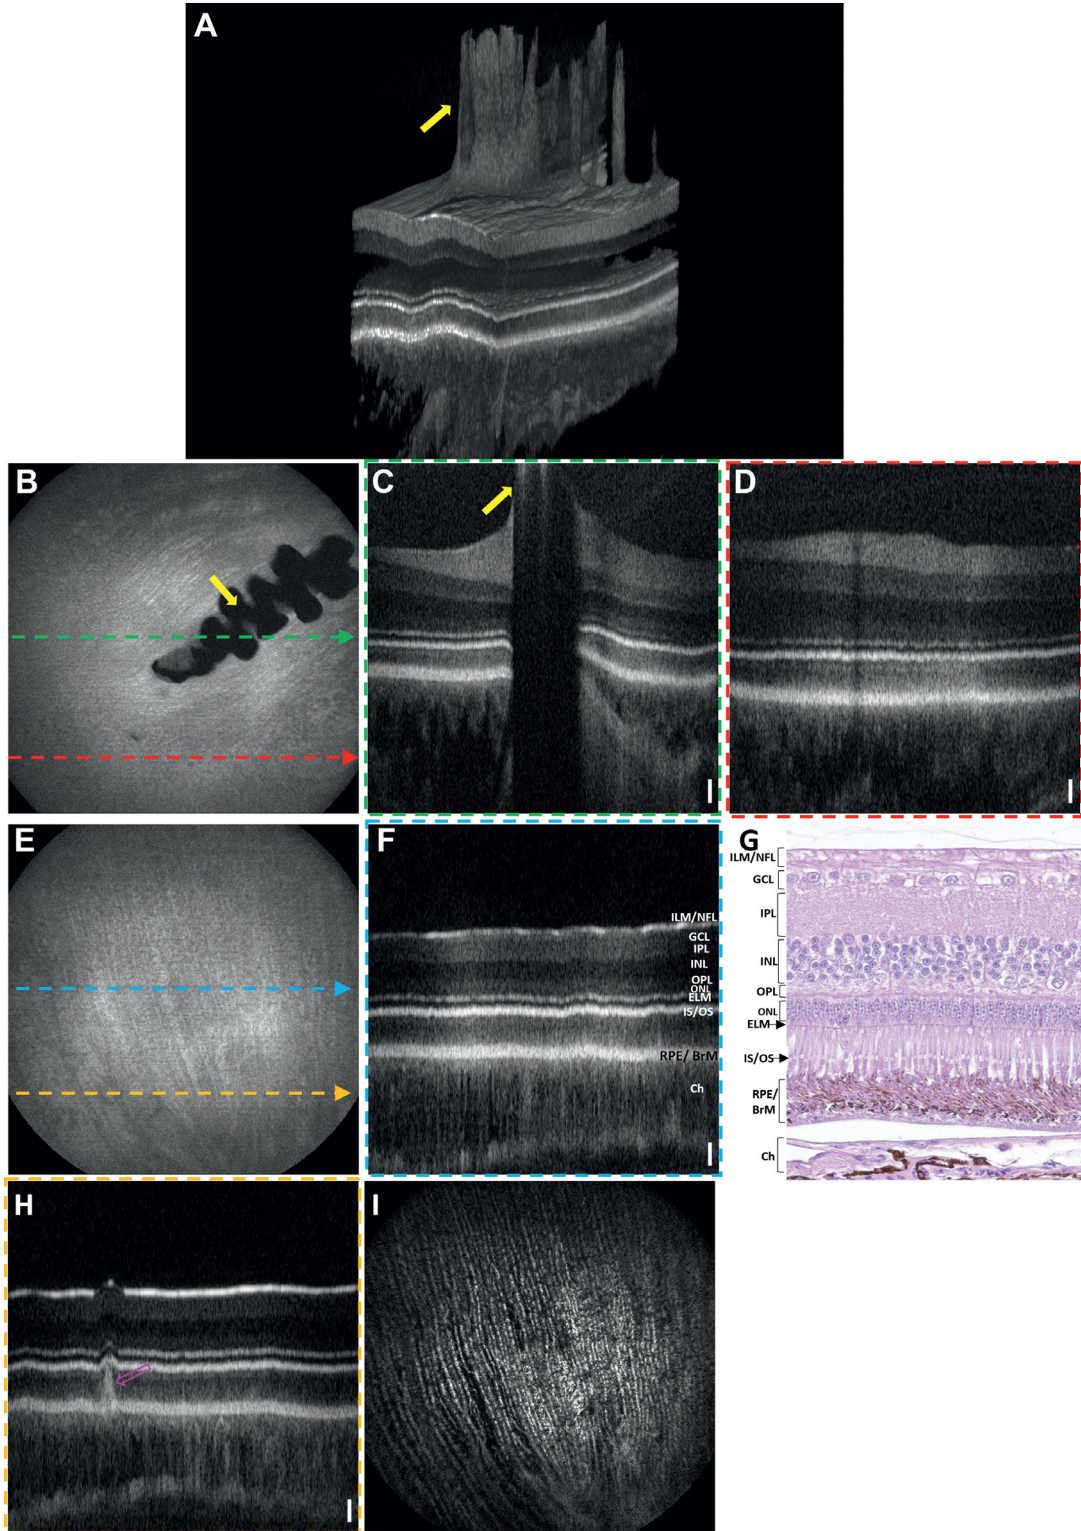 A
B
C
D
E
F
ILM/NFL
GCL
IPL
INL
OPL
ONL
ELM
IS/OS
RPE/ BrM
Ch
G
ILM/NFL
GCL
IPL
INL
OPL
ONL
ELM
IS/OS
RPE/
BrM
Ch
H
I